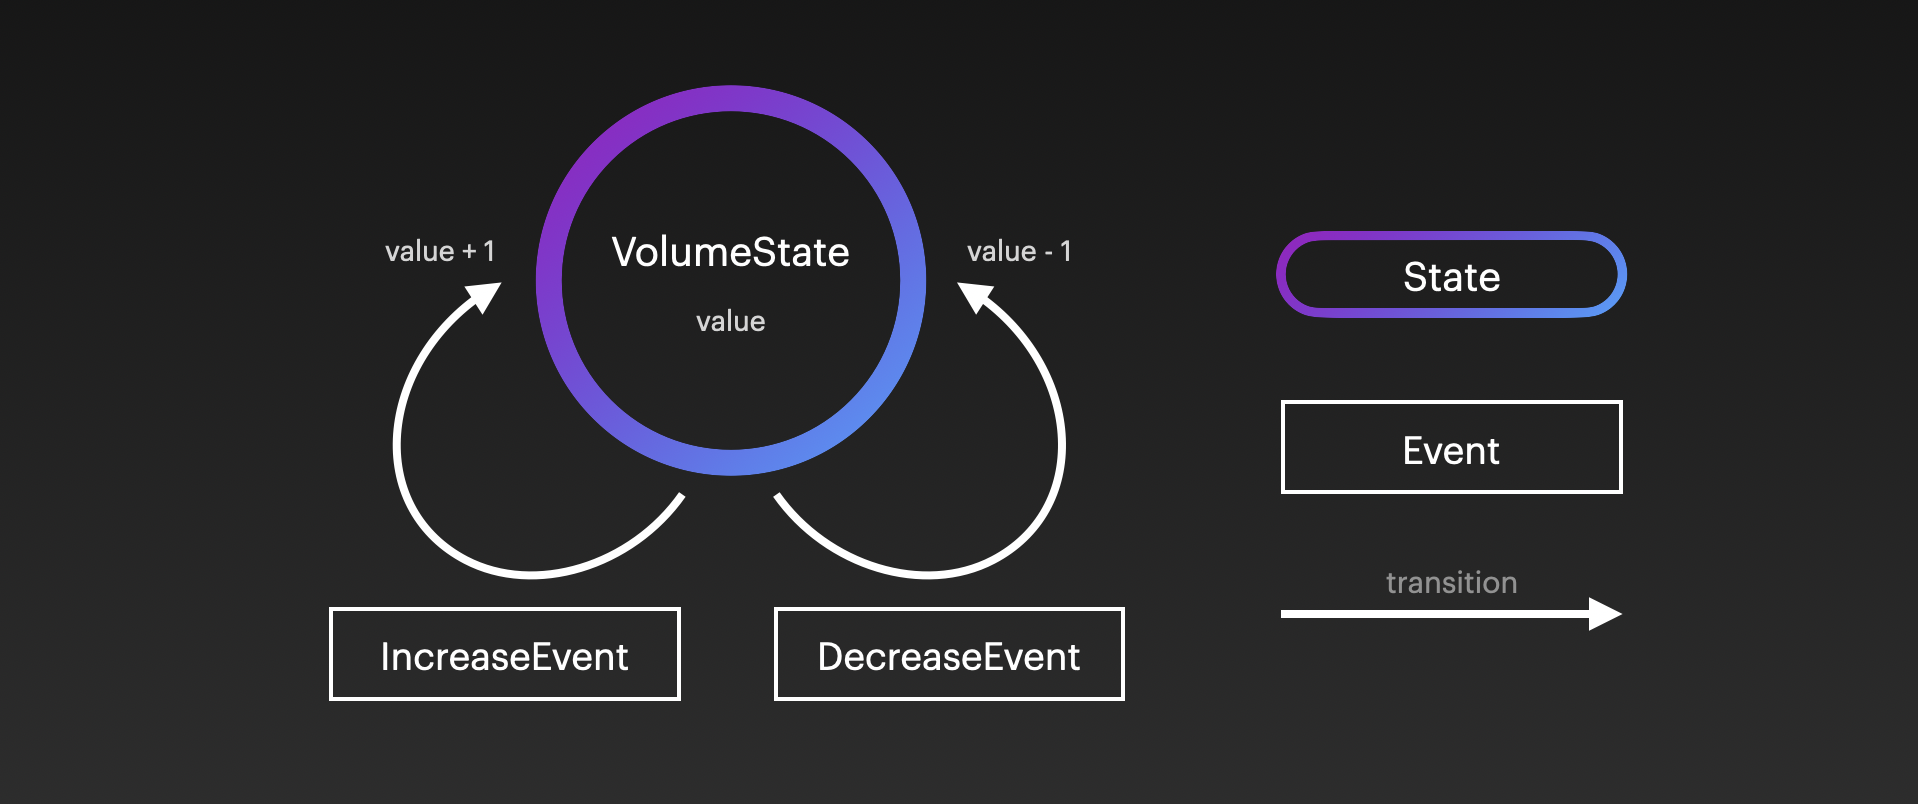 value + 1
VolumeState
value
value - 1
IncreaseEvent
DecreaseEvent
State
Event
transition